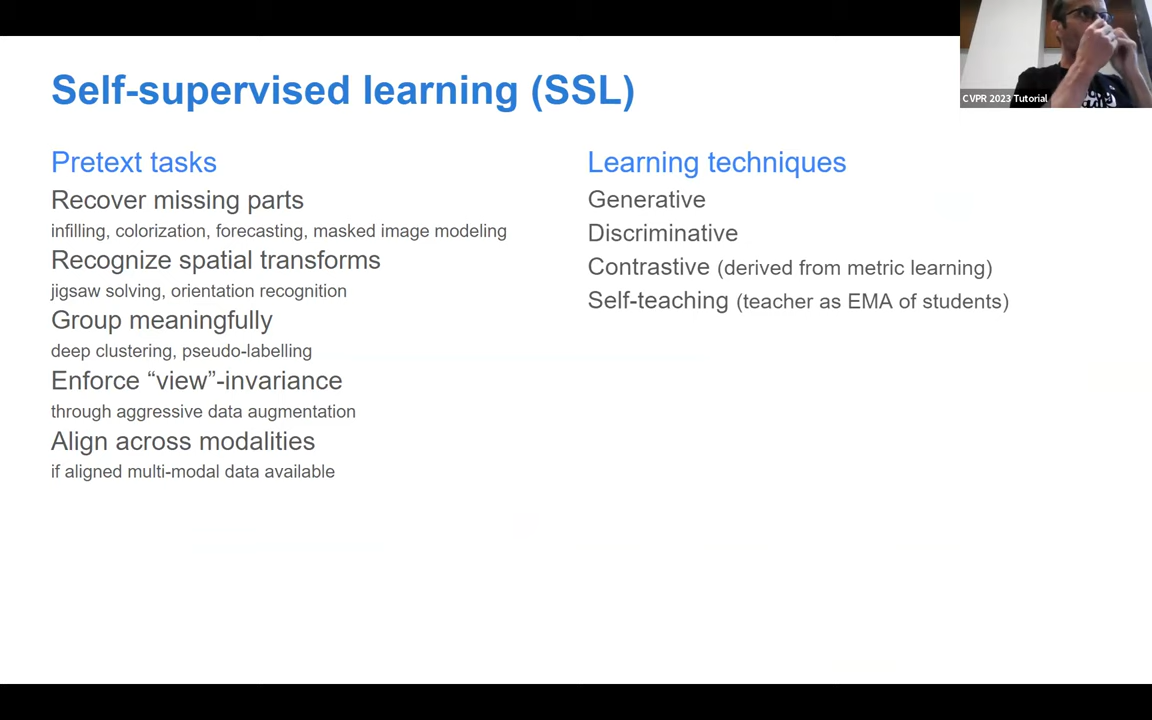 Self-supervised learning (SSL)
Pretext tasks
Recover missing parts
infilling, colorization, forecasting, masked image modeling
Recognize spatial transforms
jigsaw solving, orientation recognition
Group meaningfully
deep clustering, pseudo-labelling
Enforce “view”-invariance
through aggressive data augmentation
Align across modalities
if aligned multi-modal data available
Learning techniques
Generative
Discriminative
Contrastive (derived from metric learning)
Self-teaching (teacher as EMA of students)
CVPR 2023 Tutorial